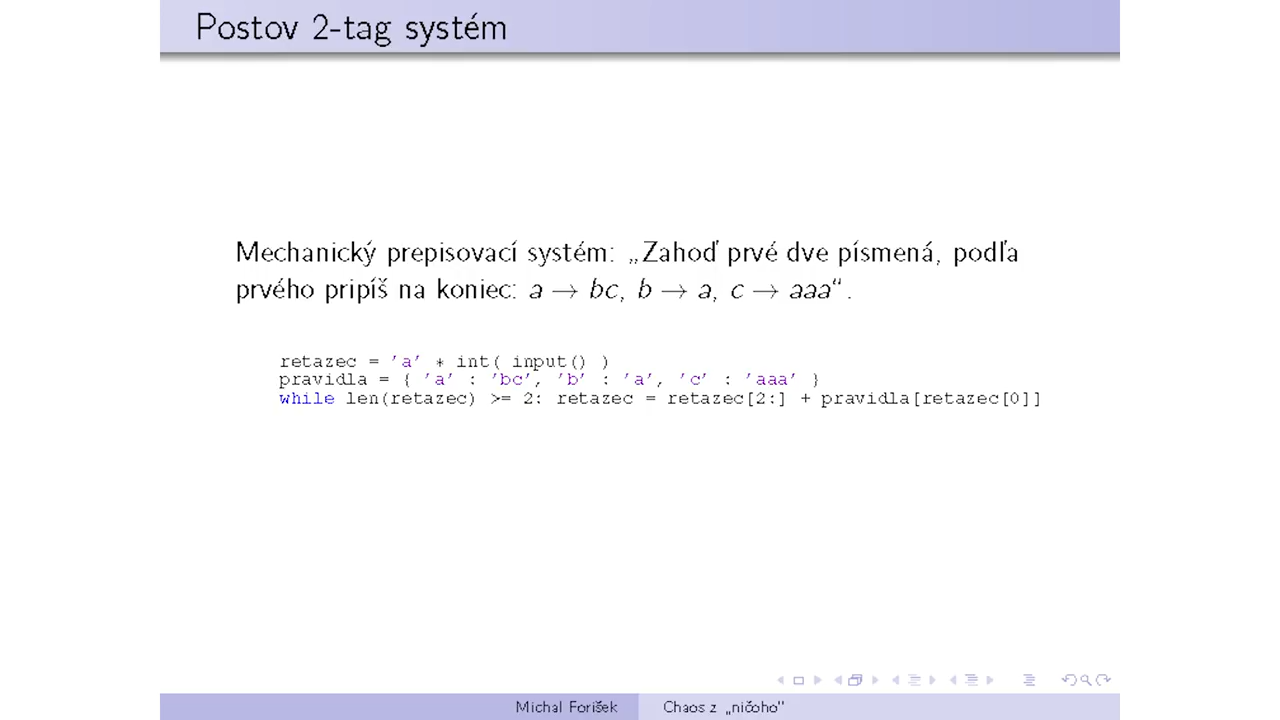 Postov 2-tag systém
Mechanický prepisovací systém: „Zahoď prvé dve písmená, podľa
prvého pripíš na koniec: a → bc, b → a, c → aaa“.
retazec = 'a' * int( input() )
pravidla = { 'a' : 'bc', 'b' : 'a', 'c' : 'aaa' }
while len(retazec) >= 2: retazec = retazec[2:] + pravidla[retazec[0]]
Michal Forišek
Chaos z „ničoho“